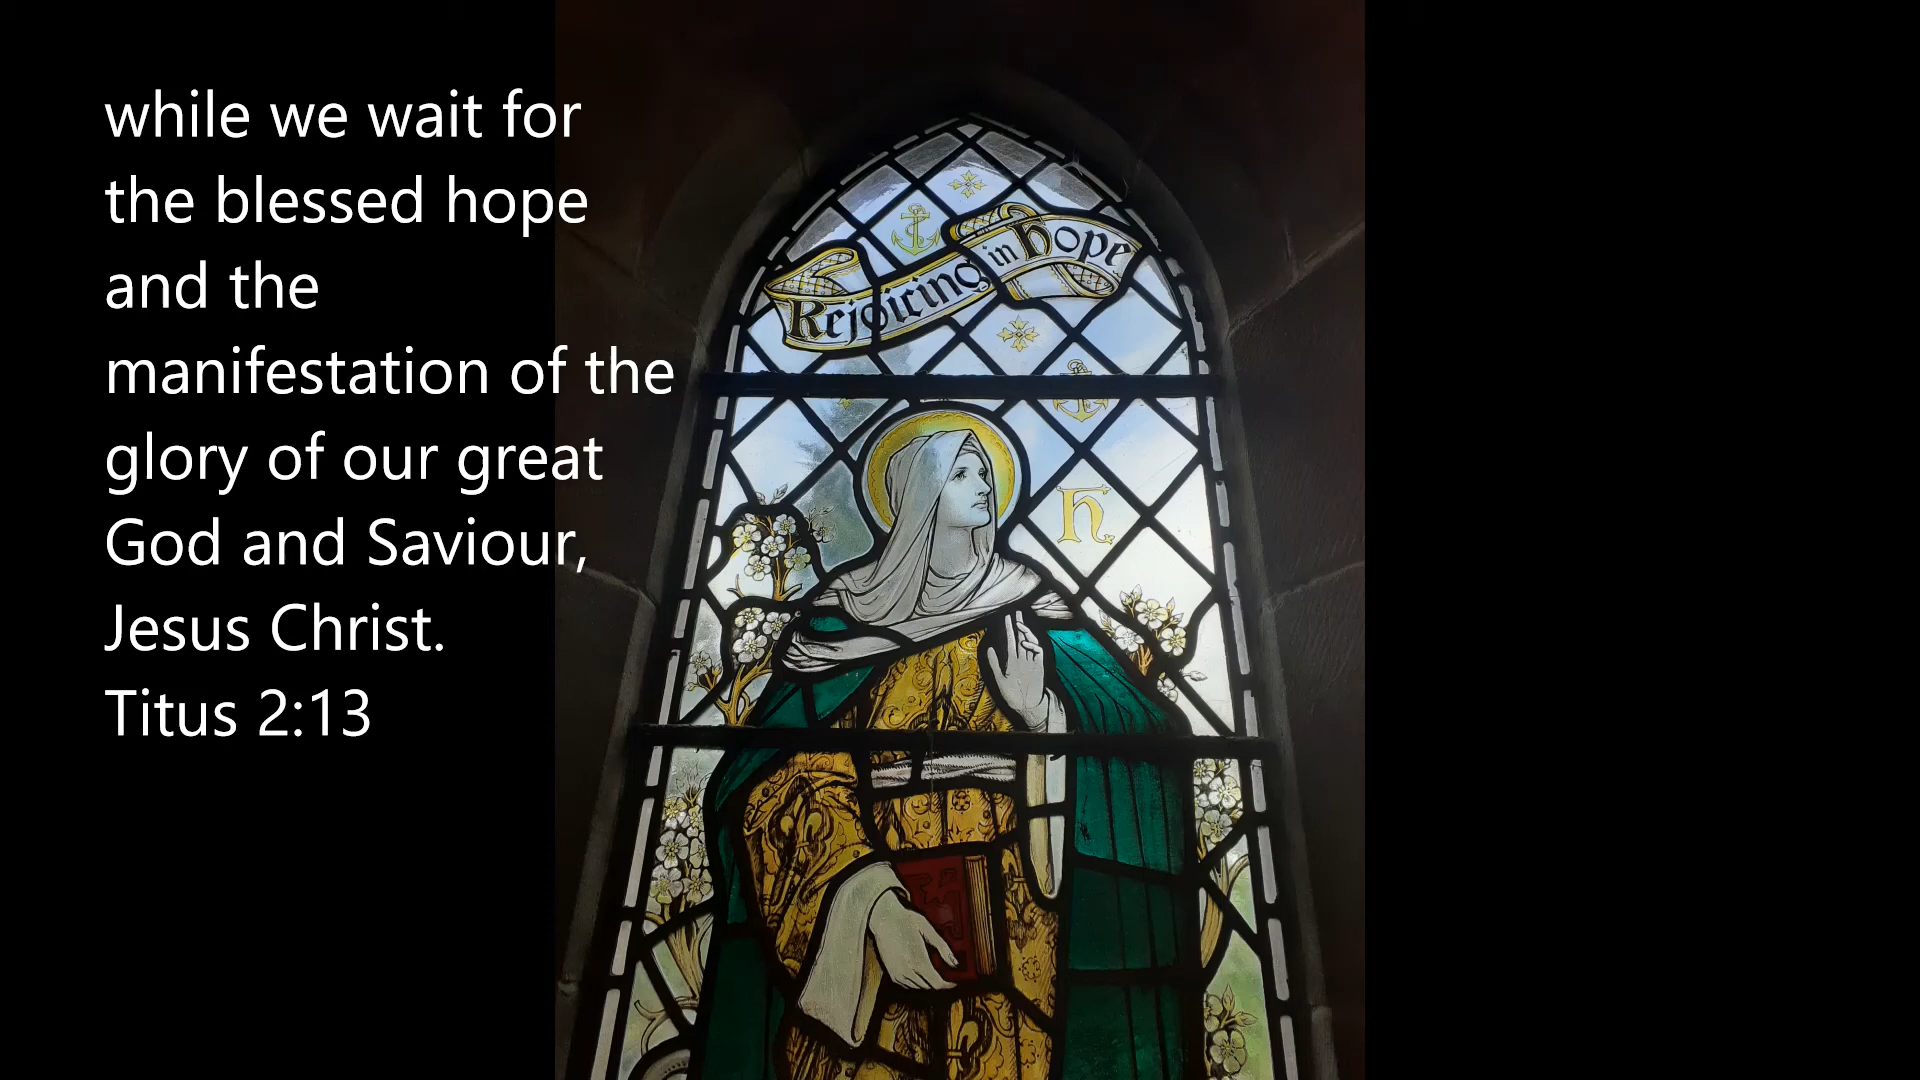 while we wait for
the blessed hope
and the
manifestation of the
glory of our great
God and Saviour,
Jesus Christ.
Titus 2:13
Rejoicing in Hope
h